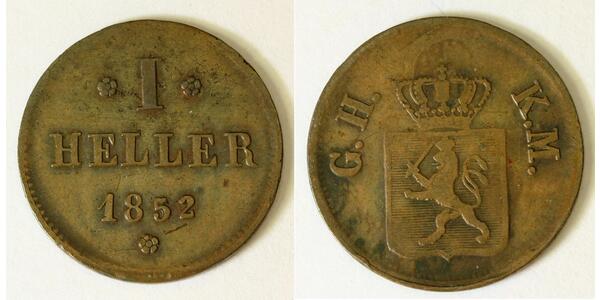 I
HELLER
1852
G. H. K. M.